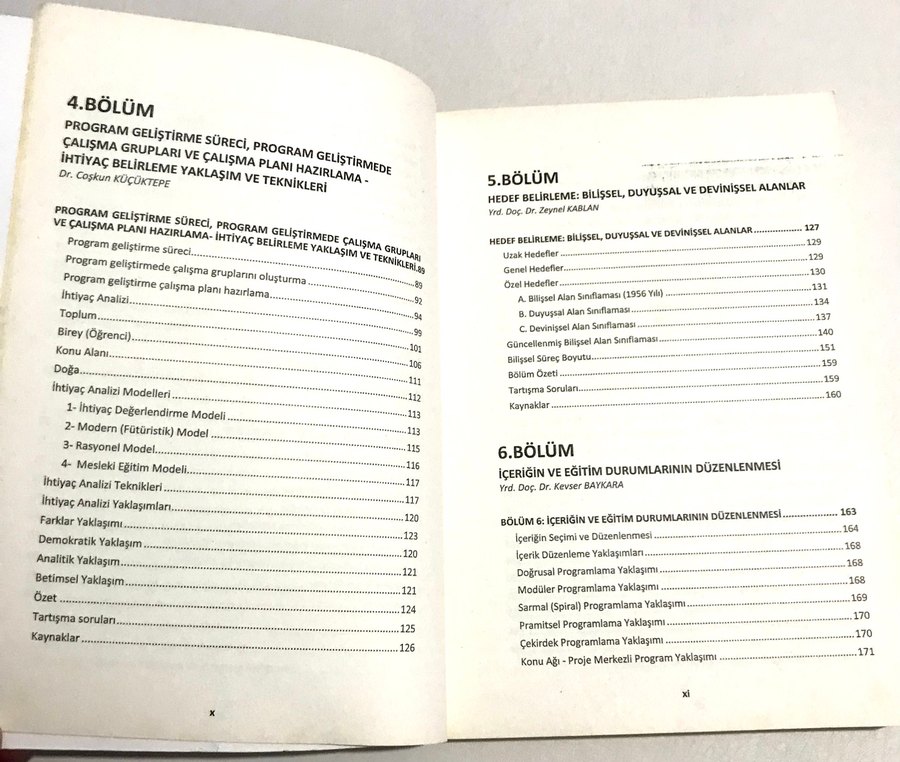 4.BÖLÜM
PROGRAM GELİŞTİRME SÜRECİ, PROGRAM GELİŞTİRMEDE
ÇALIŞMA GRUPLARI VE ÇALIŞMA PLANI HAZIRLAMA -
İHTİYAÇ BELİRLEME YAKLAŞIM VE TEKNİKLERİ
Dr. Coşkun KÜÇÜKTEPE
PROGRAM GELİŞTİRME SÜRECİ, PROGRAM GELİŞTİRMEDE ÇALIŞMA GRUPLARI
VE ÇALIŞMA PLANI HAZIRLAMA- İHTİYAÇ BELİRLEME YAKLAŞIM VE TEKNİKLERİ.89
Program geliştirme süreci..........89
Program geliştirmede çalışma gruplarını oluşturma ..........92
Program geliştirme çalışma planı hazırlama..........94
İhtiyaç Analizi ..........99
Toplum..........101
Birey (Öğrenci)..........106
Konu Alanı..........111
Doğa..........112
İhtiyaç Analizi Modelleri ..........113
1- İhtiyaç Değerlendirme Modeli ..........113
2- Modern (Fütüristik) Model ..........115
3- Rasyonel Model..........116
4- Mesleki Eğitim Modeli..........117
İhtiyaç Analizi Teknikleri ..........117
İhtiyaç Analizi Yaklaşımları..........120
Farklar Yaklaşımı ..........123
Demokratik Yaklaşım ..........120
Analitik Yaklaşım ..........121
Betimsel Yaklaşım ..........121
Özet ..........124
Tartışma soruları..........125
Kaynaklar ..........126
x
5.BÖLÜM
HEDEF BELİRLEME: BİLİŞSEL, DUYUŞSAL VE DEVİNİŞSEL ALANLAR
Yrd. Doç. Dr. Zeynel KABLAN
HEDEF BELİRLEME: BİLİŞSEL, DUYUŞSAL VE DEVİNİŞSEL ALANLAR .......... 127
Uzak Hedefler..........129
Genel Hedefler..........129
Özel Hedefler..........130
A. Bilişsel Alan Sınıflaması (1956 Yılı) ..........131
B. Duyuşsal Alan Sınıflaması ..........134
C. Devinişsel Alan Sınıflaması ..........137
Güncellenmiş Bilişsel Alan Sınıflaması..........140
Bilişsel Süreç Boyutu..........151
Bölüm Özeti ..........159
Tartışma Soruları..........159
Kaynaklar ..........160
6.BÖLÜM
İÇERİĞİN VE EĞİTİM DURUMLARININ DÜZENLENMESİ
Yrd. Doç. Dr. Kevser BAYKARA
BÖLÜM 6: İÇERİĞİN VE EĞİTİM DURUMLARININ DÜZENLENMESİ.......... 163
İçeriğin Seçimi ve Düzenlenmesi ..........164
İçerik Düzenleme Yaklaşımları..........168
Doğrusal Programlama Yaklaşımı ..........168
Modüler Programlama Yaklaşımı ..........168
Sarmal (Spiral) Programlama Yaklaşımı ..........169
Pramitsel Programlama Yaklaşımı ..........170
Çekirdek Programlama Yaklaşımı ..........170
Konu Ağı - Proje Merkezli Program Yaklaşımı ..........171
xi